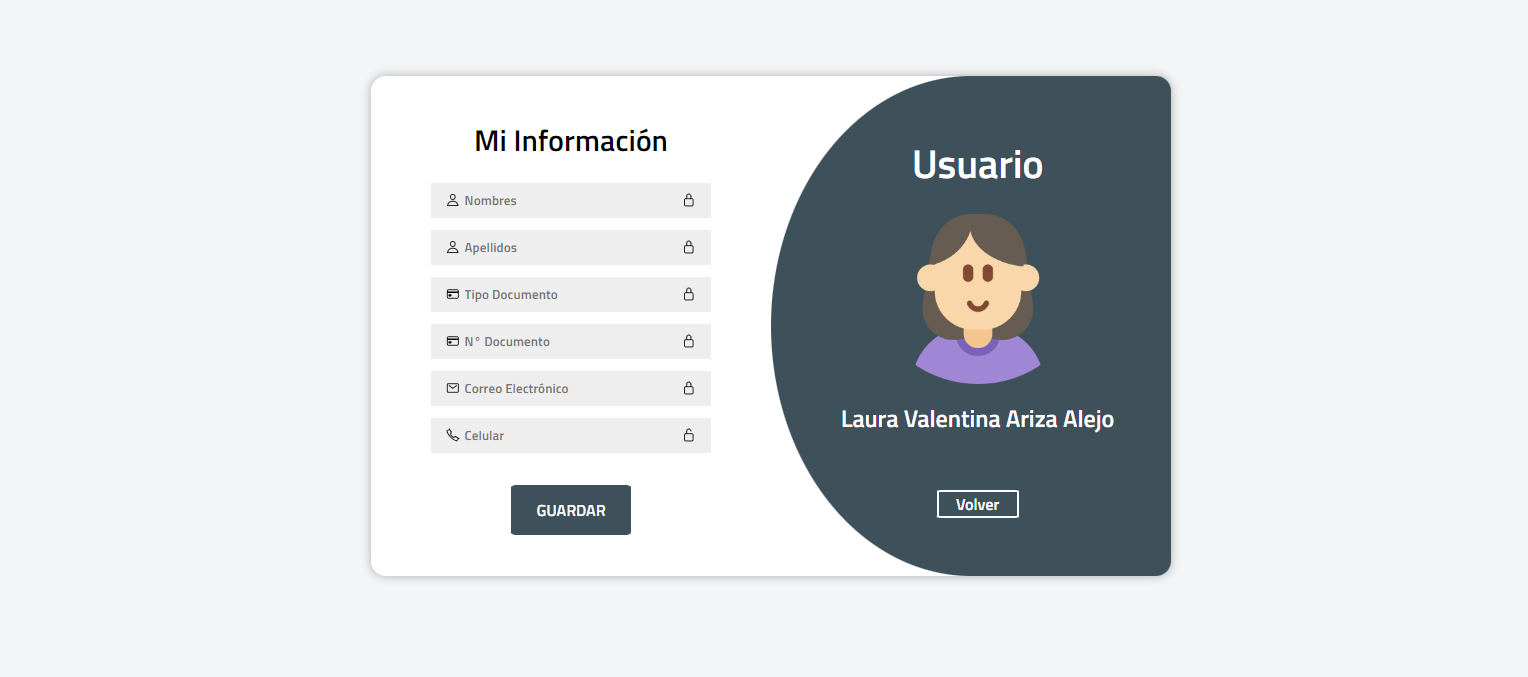 Mi Información
Nombres
Apellidos
Tipo Documento
N° Documento
Correo Electrónico
Celular
GUARDAR
Usuario
Laura Valentina Ariza Alejo
Volver